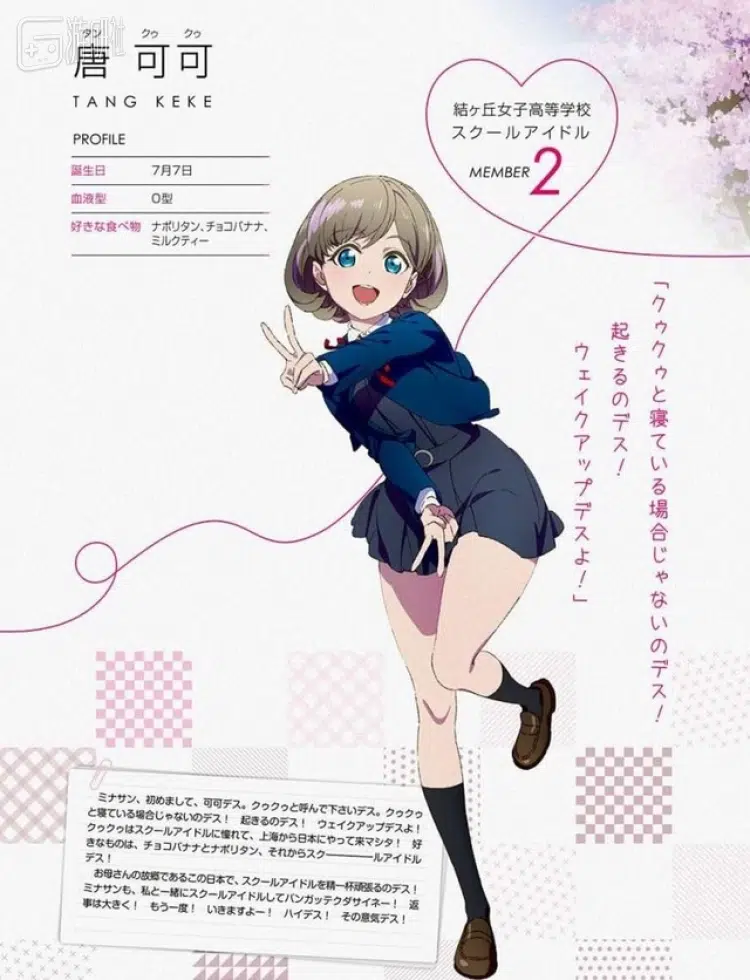 游研社
タン クゥ クゥ
唐 可可
TANG KEKE
PROFILE
誕生日 7月7日
血液型 O型
好きな食べ物 ナポリタン、チョコバナナ、
ミルクティー
結ヶ丘女子高等学校
スクールアイドル
MEMBER 2
「クゥクゥと寝ている場合じゃないのデス!
起きるのデス!
ウェイクアップデスよ!」
ミナサン、初めまして、可可デス。クゥクゥと呼んで下さいデス。クゥクゥ
と寝ている場合じゃないのデス! 起きるのデス! ウェイクアップデスよ!
クゥクゥはスクールアイドルに憧れて、上海から日本にやって来マシタ! 好
きなものは、チョコバナナとナポリタン、それからスク――――ルアイドル
デス!
お母さんの故郷であるこの日本で、スクールアイドルを精一杯頑張るのデス!
ミナサンも、私と一緒にスクールアイドルしてバンガッテクダサイネー! 返
事は大きく! もう一度! いきますよー! ハイデス! その意気デス!